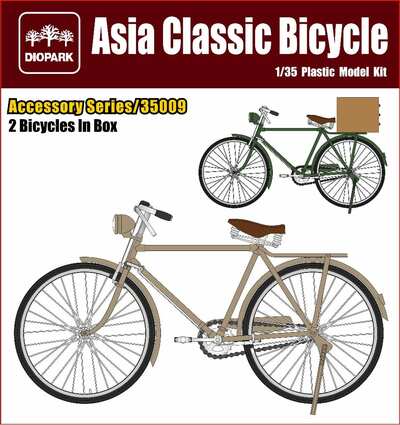 DIOPARK
Asia Classic Bicycle
1/35 Plastic Model Kit
Accessory Series/35009
2 Bicycles In Box